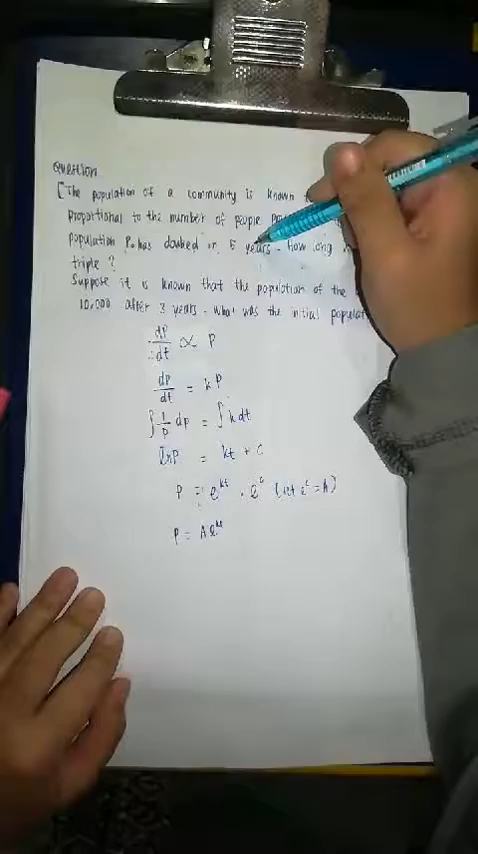 Question
[The population of a community is known t
proportional to the number of people
population P₀ has doubled in 5 years. How long
triple?
Suppose it is known that the population of the
10,000 after 3 years. What was the initial populat
dP/dt ∝ P
dP/dt = kP
∫ 1/P dP = ∫ k dt
ln P = kt + C
P = e^kt . e^c (let e^c = A)
P = Ae^kt